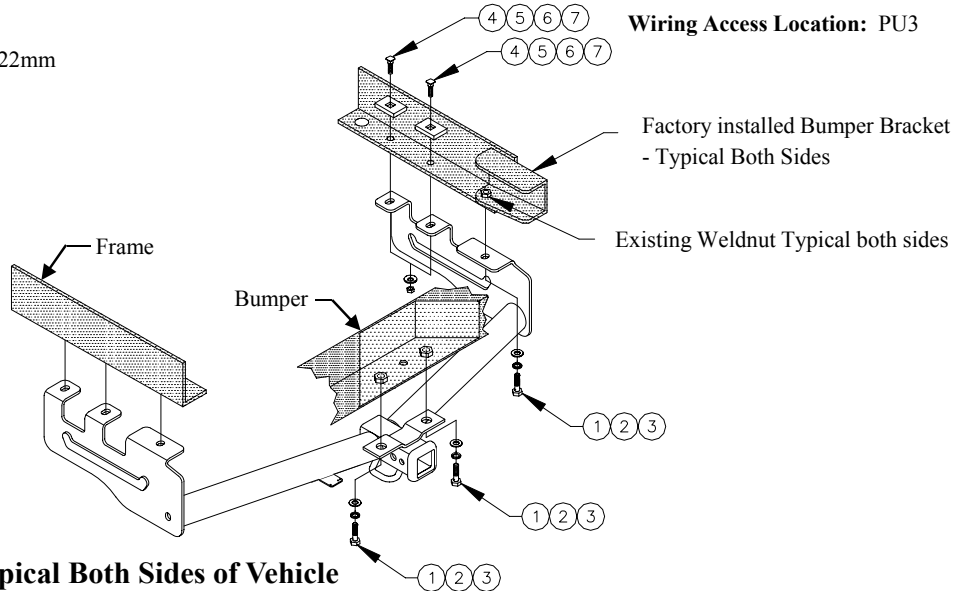 4 5 6 7
Wiring Access Location: PU3
4 5 6 7
22mm
Factory installed Bumper Bracket
- Typical Both Sides
Existing Weldnut Typical both sides
Frame
Bumper
1 2 3
1 2 3
1 2 3
pical Both Sides of Vehicle